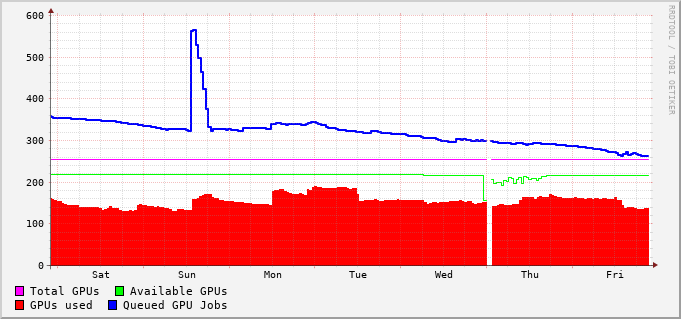 600
500
400
300
200
100
0
Sat Sun Mon Tue Wed Thu Fri
Total GPUs Available GPUs
GPUs used Queued GPU Jobs
RRDTOOL / TOBI OETIKER